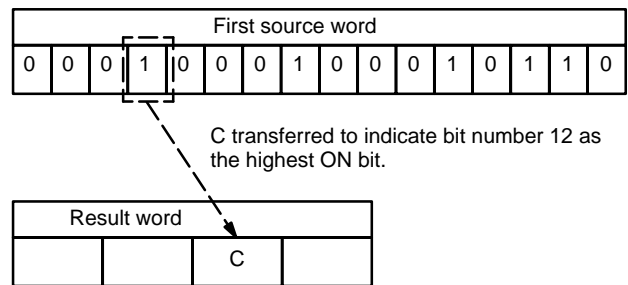 First source word
0 0 0 1 0 0 0 1 0 0 0 1 0 1 1 0
C transferred to indicate bit number 12 as
the highest ON bit.
Result word
C